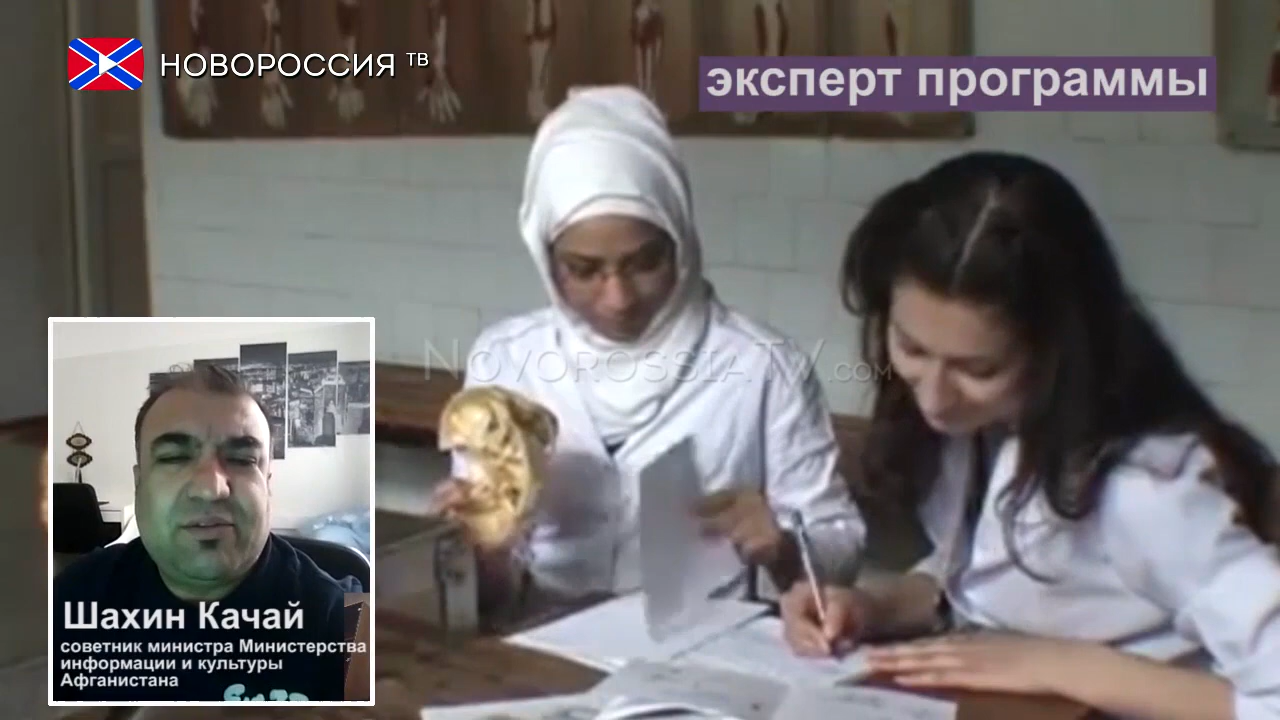 НОВОРОССИЯ ТВ
эксперт программы
NOVOROSSIA TV.COM
Шахин Качай
советник министра Министерства
информации и культуры
Афганистана